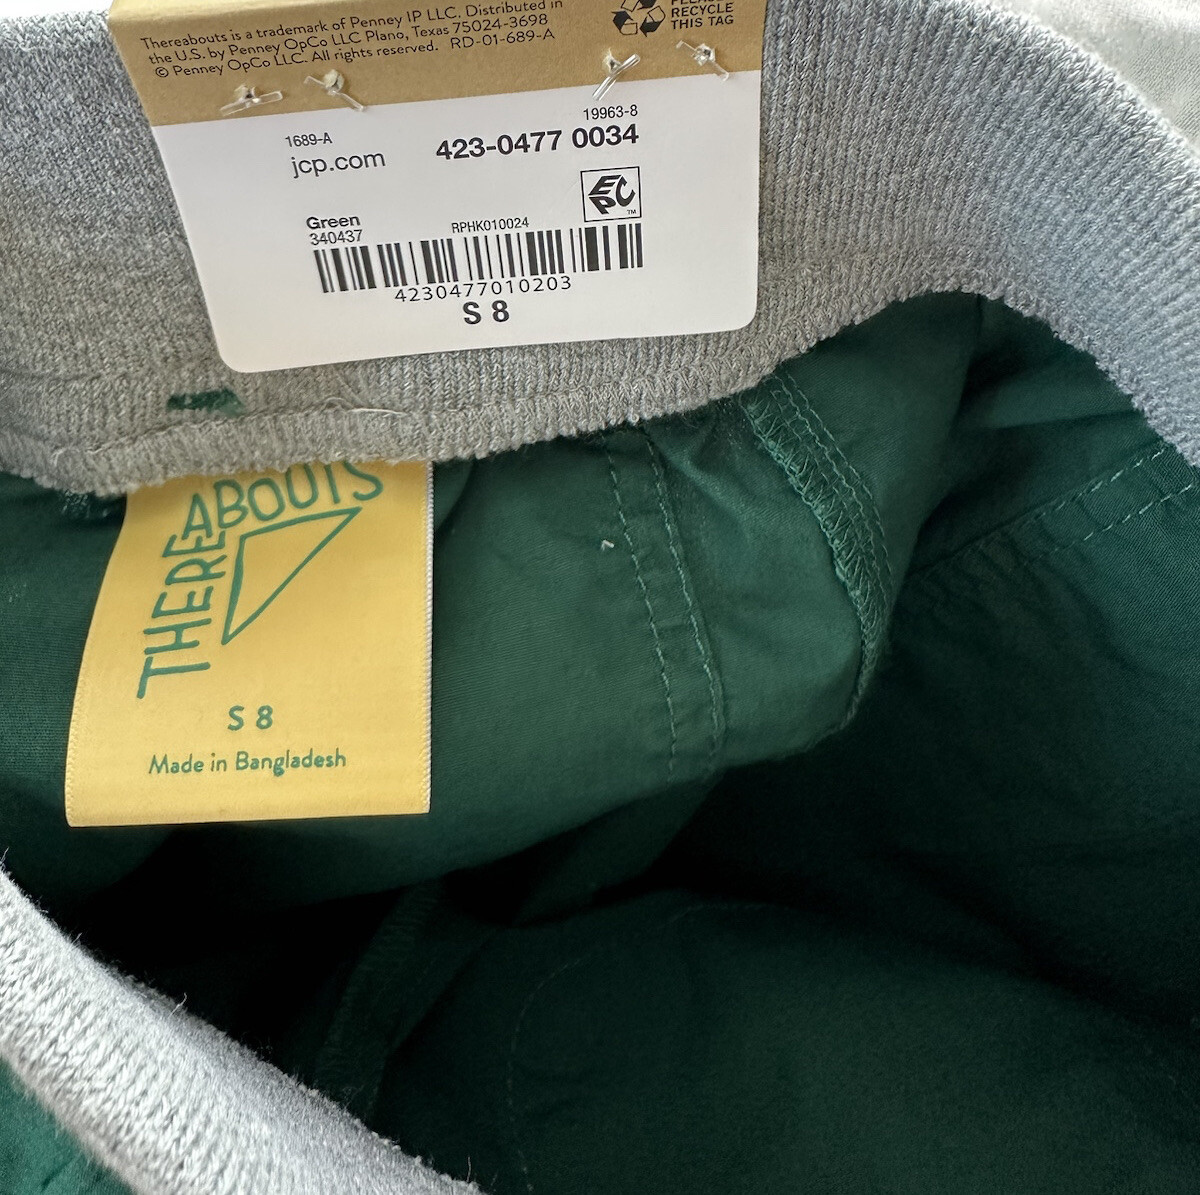 Thereabouts is a trademark of Penney IP LLC. Distributed in
the U.S. by Penney OpCo LLC Plano, Texas 75024-3698
© Penney OpCo LLC. All rights reserved. RD-01-689-A
RECYCLE
THIS TAG
1689-A
jcp.com
19963-8
423-0477 0034
EPC
TM
Green
340437
RPHK010024
4230477010203
S 8
THEREABOUTS
S 8
Made in Bangladesh